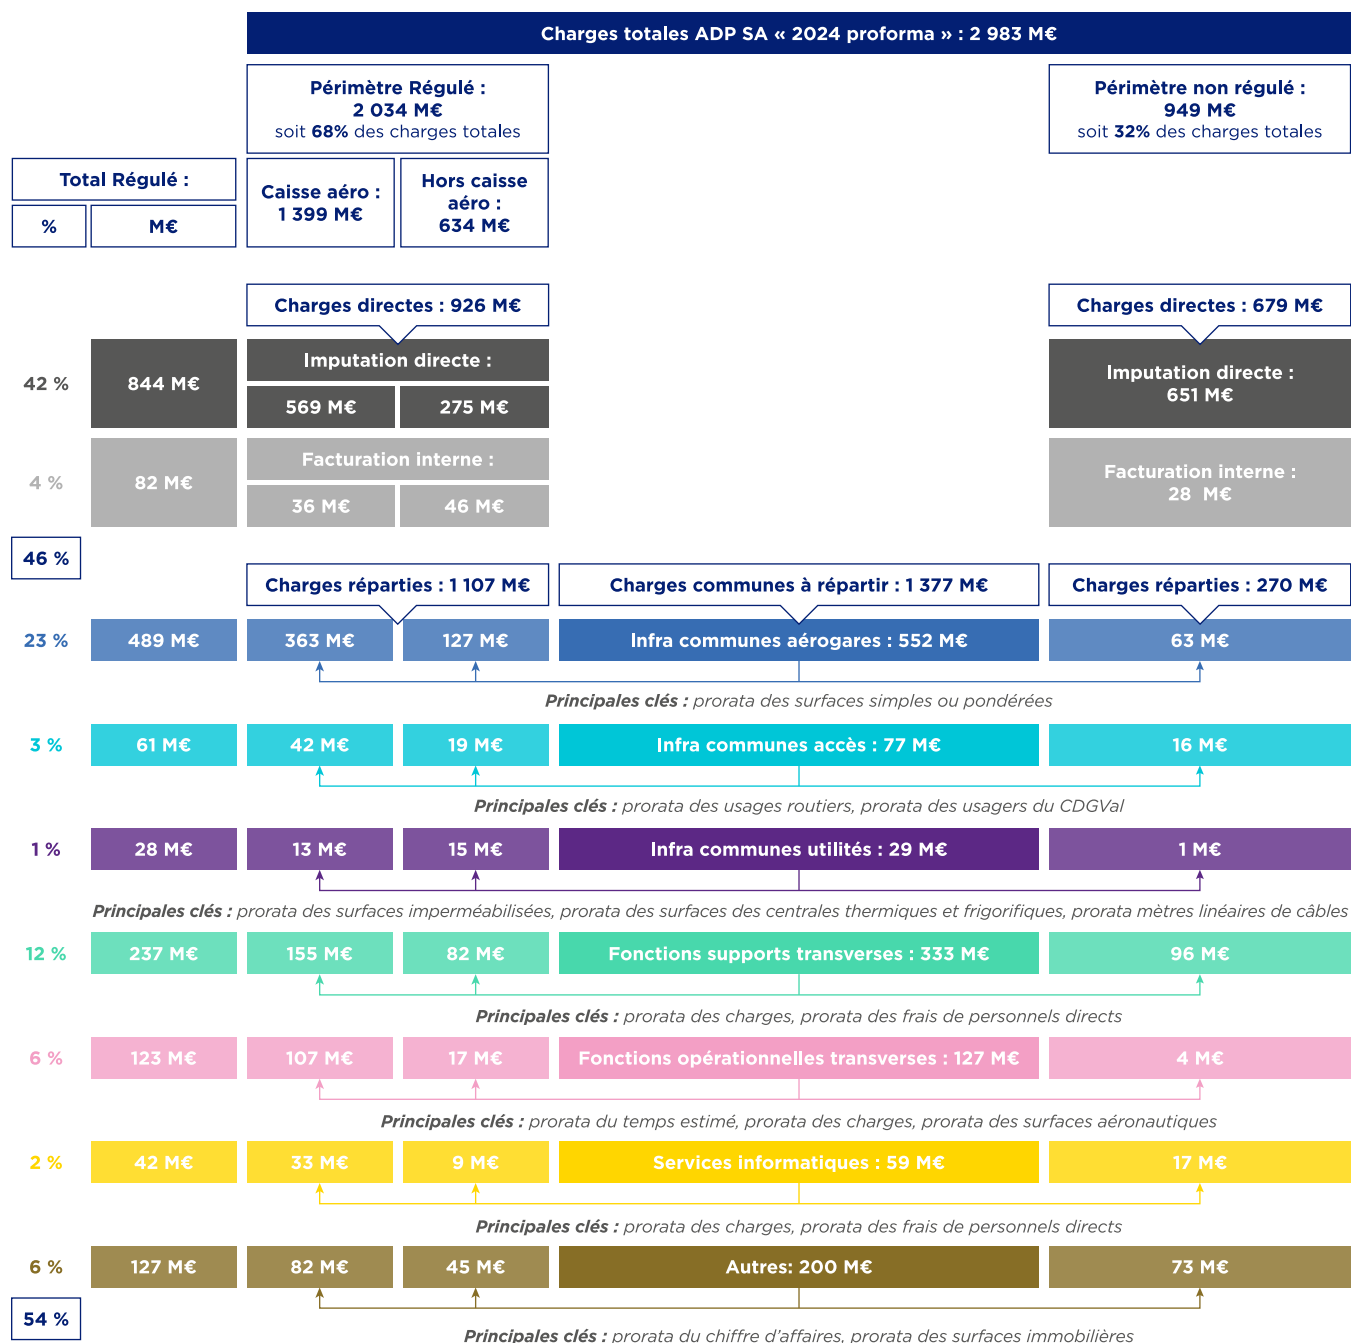 Charges totales ADP SA « 2024 proforma » : 2 983 M€
Périmètre Régulé :
2 034 M€
soit 68% des charges totales
Périmètre non régulé :
949 M€
soit 32% des charges totales
Total Régulé :
%
M€
Caisse aéro :
1 399 M€
Hors caisse
aéro :
634 M€
Charges directes : 926 M€
Charges directes : 679 M€
42 %
844 M€
Imputation directe :
569 M€
275 M€
Imputation directe :
651 M€
4 %
82 M€
Facturation interne :
36 M€
46 M€
Facturation interne :
28 M€
46 %
Charges réparties : 1 107 M€
Charges communes à répartir : 1 377 M€
Charges réparties : 270 M€
23 %
489 M€
363 M€
127 M€
Infra communes aérogares : 552 M€
63 M€
Principales clés : prorata des surfaces simples ou pondérées
3 %
61 M€
42 M€
19 M€
Infra communes accès : 77 M€
16 M€
Principales clés : prorata des usages routiers, prorata des usagers du CDGVal
1 %
28 M€
13 M€
15 M€
Infra communes utilités : 29 M€
1 M€
Principales clés : prorata des surfaces imperméabilisées, prorata des surfaces des centrales thermiques et frigorifiques, prorata mètres linéaires de câbles
12 %
237 M€
155 M€
82 M€
Fonctions supports transverses : 333 M€
96 M€
Principales clés : prorata des charges, prorata des frais de personnels directs
6 %
123 M€
107 M€
17 M€
Fonctions opérationnelles transverses : 127 M€
4 M€
Principales clés : prorata du temps estimé, prorata des charges, prorata des surfaces aéronautiques
2 %
42 M€
33 M€
9 M€
Services informatiques : 59 M€
17 M€
Principales clés : prorata des charges, prorata des frais de personnels directs
6 %
127 M€
82 M€
45 M€
Autres: 200 M€
73 M€
54 %
Principales clés : prorata du chiffre d'affaires, prorata des surfaces immobilières